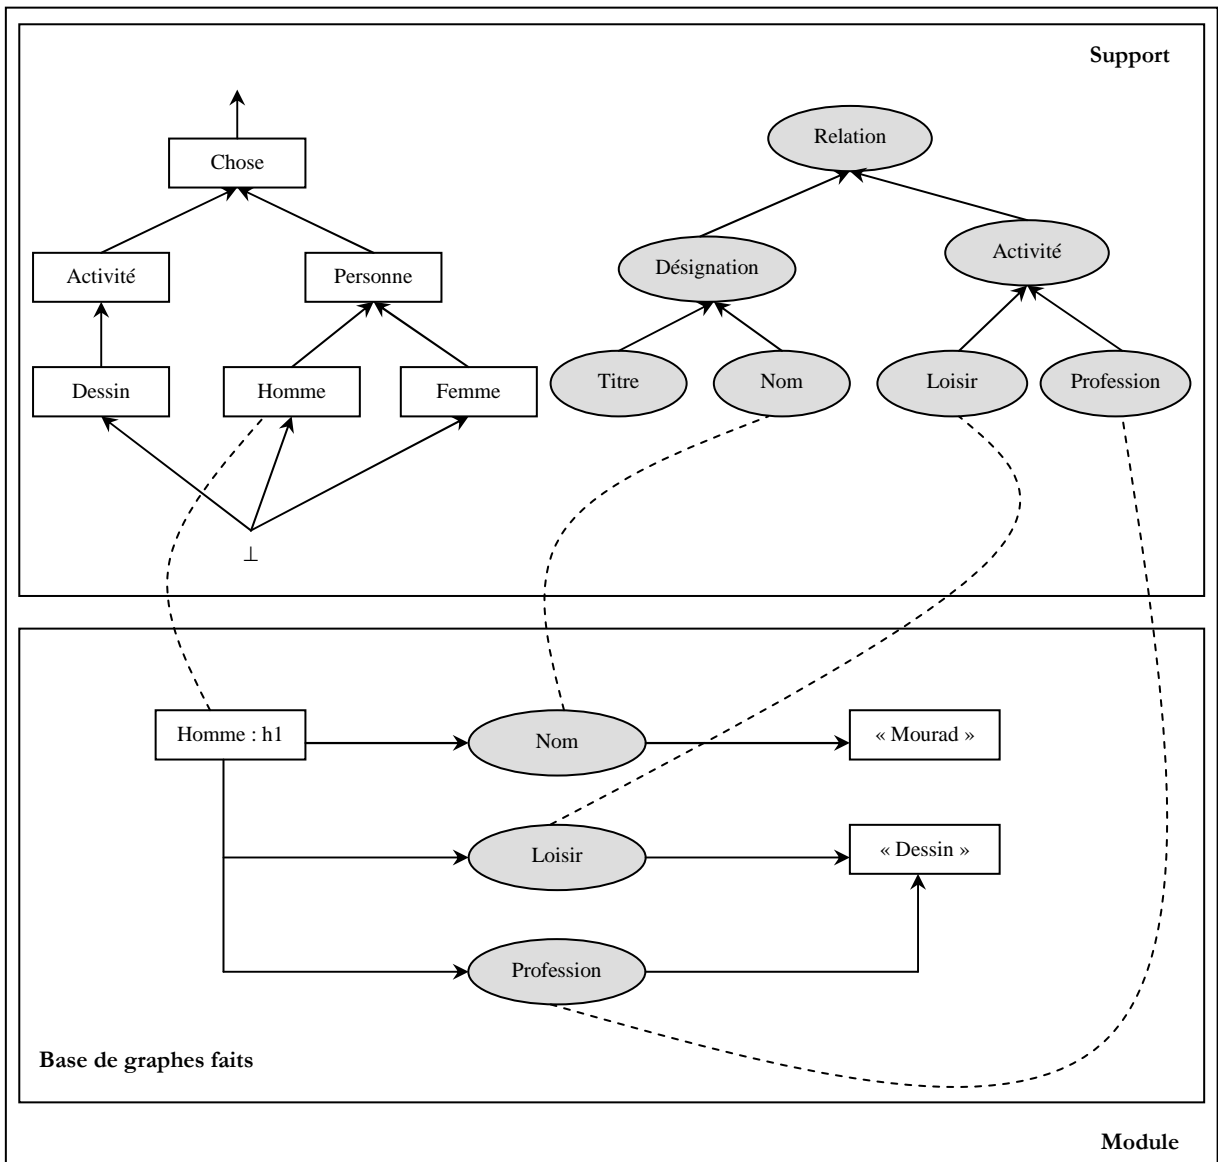 Support
Relation
Chose
Activité
Désignation
Activité
Personne
Titre
Nom
Loisir
Profession
Dessin
Homme
Femme
⊥
Homme : h1
Nom
« Mourad »
Loisir
« Dessin »
Profession
Base de graphes faits
Module